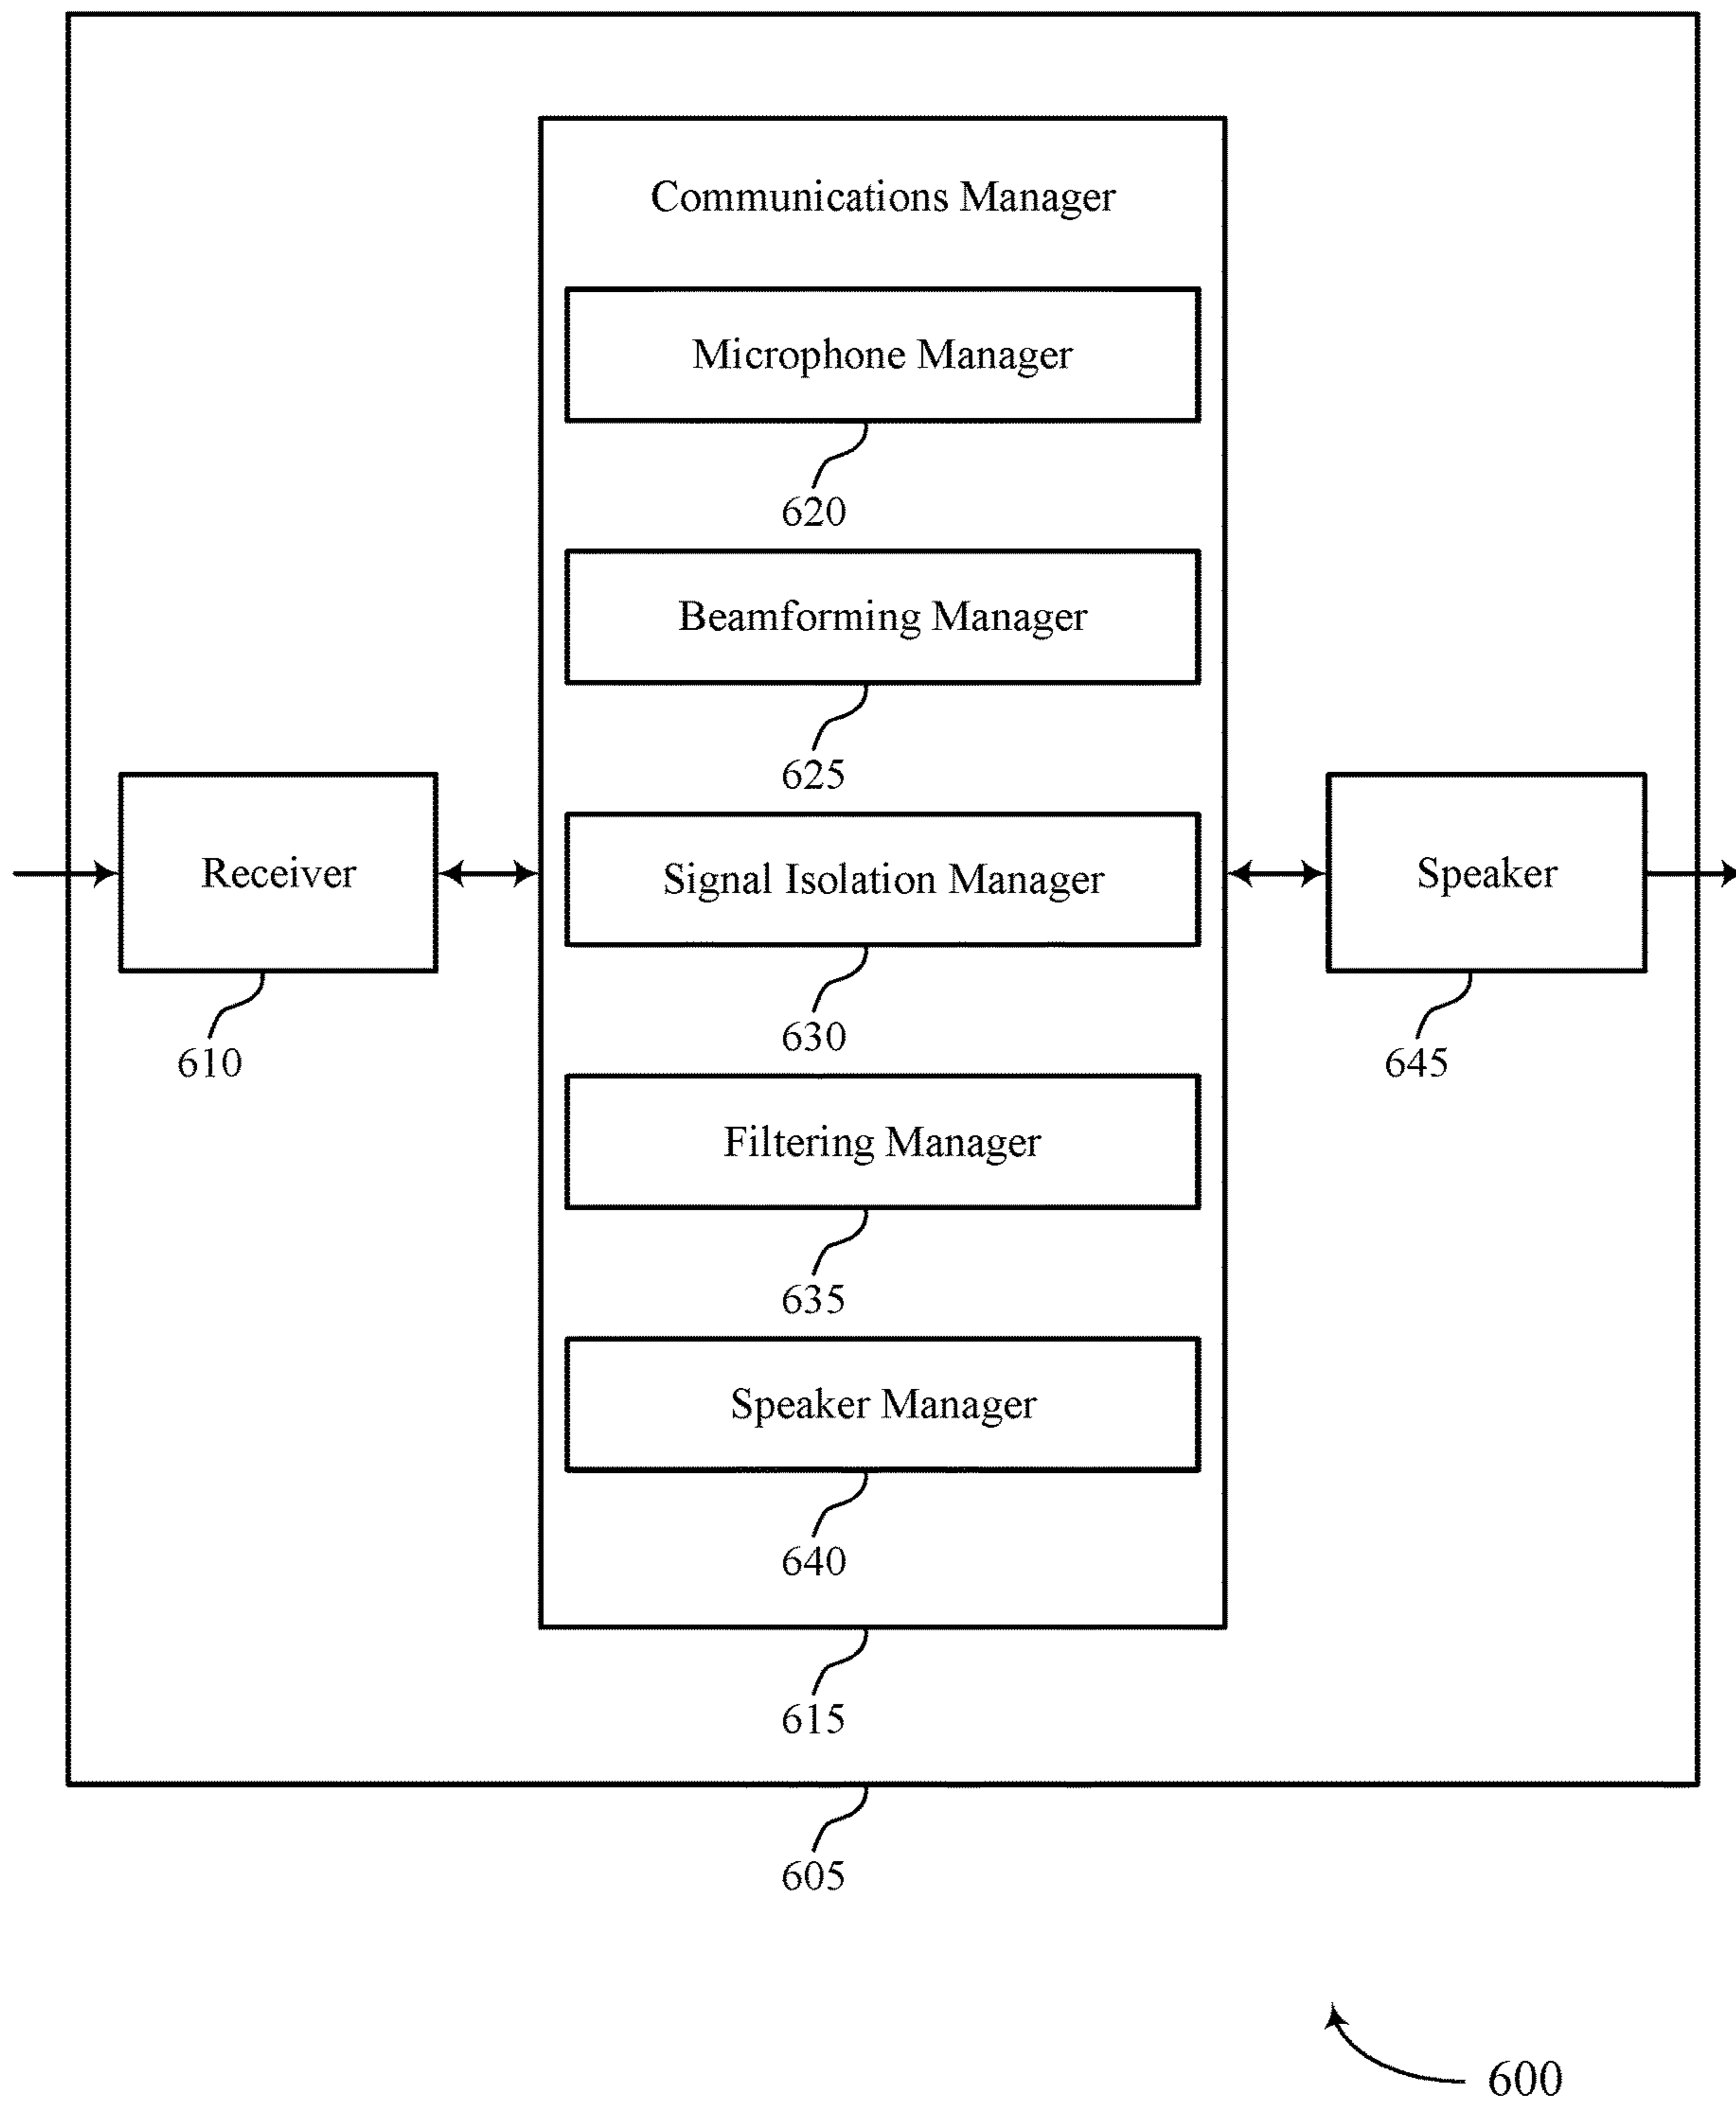 Communications Manager
Microphone Manager
620
Beamforming Manager
625
Receiver
610
Signal Isolation Manager
630
Speaker
645
Filtering Manager
635
Speaker Manager
640
615
605
600